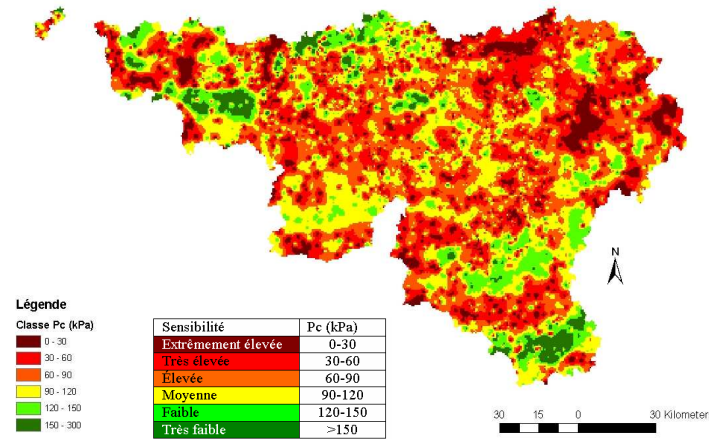 N
Légende
Classe Pc (kPa)
0 - 30
30 - 60
60 - 90
90 - 120
120 - 150
150 - 300
Sensibilité Pc (kPa)
Extrêmement élevée 0-30
Très élevée 30-60
Élevée 60-90
Moyenne 90-120
Faible 120-150
Très faible >150
30 15 0 30 Kilometer